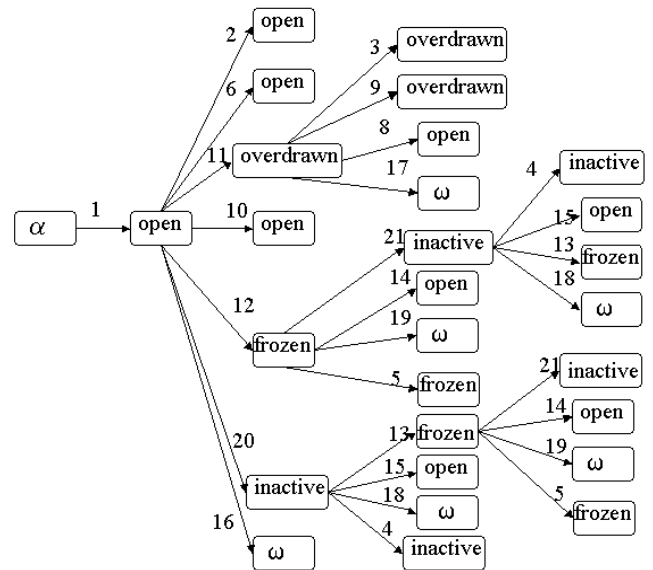 open
2
3
overdrawn
6
open
9
overdrawn
11
overdrawn
8
open
17
ω
4
inactive
α
1
open
10
open
15
open
21
inactive
13
frozen
18
ω
12
14
open
19
ω
frozen
5
frozen
21
inactive
14
open
13
frozen
19
ω
20
15
open
inactive
18
ω
5
frozen
16
4
ω
inactive